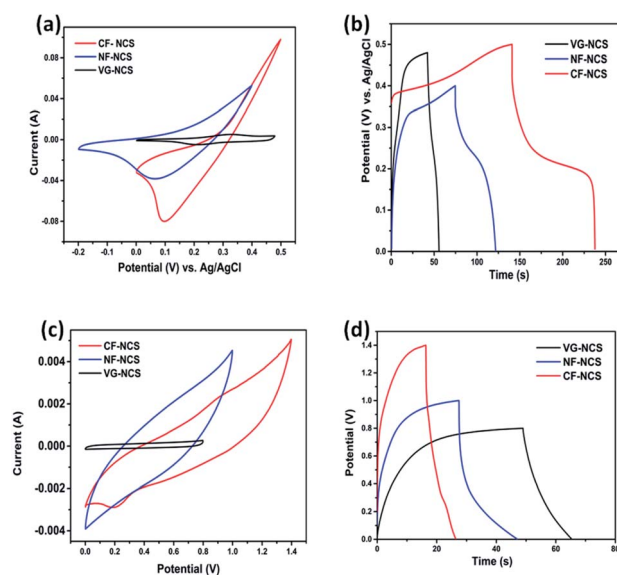 (a)
CF- NCS
NF-NCS
VG-NCS
0.08
0.04
0.00
-0.04
-0.08
Current (A)
-0.2 -0.1 0.0 0.1 0.2 0.3 0.4 0.5
Potential (V) vs. Ag/AgCl
(b)
VG-NCS
NF-NCS
CF-NCS
0.5
0.4
0.3
0.2
0.1
0.0
Potential (V) vs. Ag/AgCl
0 50 100 150 200 250
Time (s)
(c)
CF-NCS
NF-NCS
VG-NCS
0.004
0.002
0.000
-0.002
-0.004
Current (A)
0.0 0.2 0.4 0.6 0.8 1.0 1.2 1.4
Potential (V)
(d)
VG-NCS
NF-NCS
CF-NCS
1.4
1.2
1.0
0.8
0.6
0.4
0.2
0.0
Potential (V)
0 20 40 60 80
Time (s)